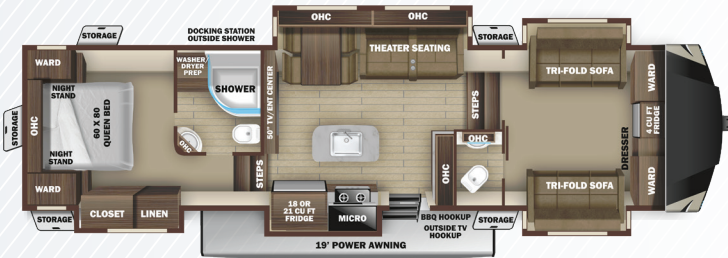 DOCKING STATION
OUTSIDE SHOWER
STORAGE
OHC
OHC
STORAGE
WARD
NIGHT
STAND
60 X 80
QUEEN BED
OHC
STORAGE
NIGHT
STAND
WARD
STORAGE
CLOSET
LINEN
WASHER/
DRYER
PREP
SHOWER
OHC
STEPS
50" TV/ENT CENTER
THEATER SEATING
STEPS
OHC
OHC
18 OR
21 CU FT
FRIDGE
MICRO
BBQ HOOKUP
OUTSIDE TV
HOOKUP
STORAGE
19' POWER AWNING
TRI-FOLD SOFA
TRI-FOLD SOFA
WARD
4 CU FT
FRIDGE
DRESSER
WARD